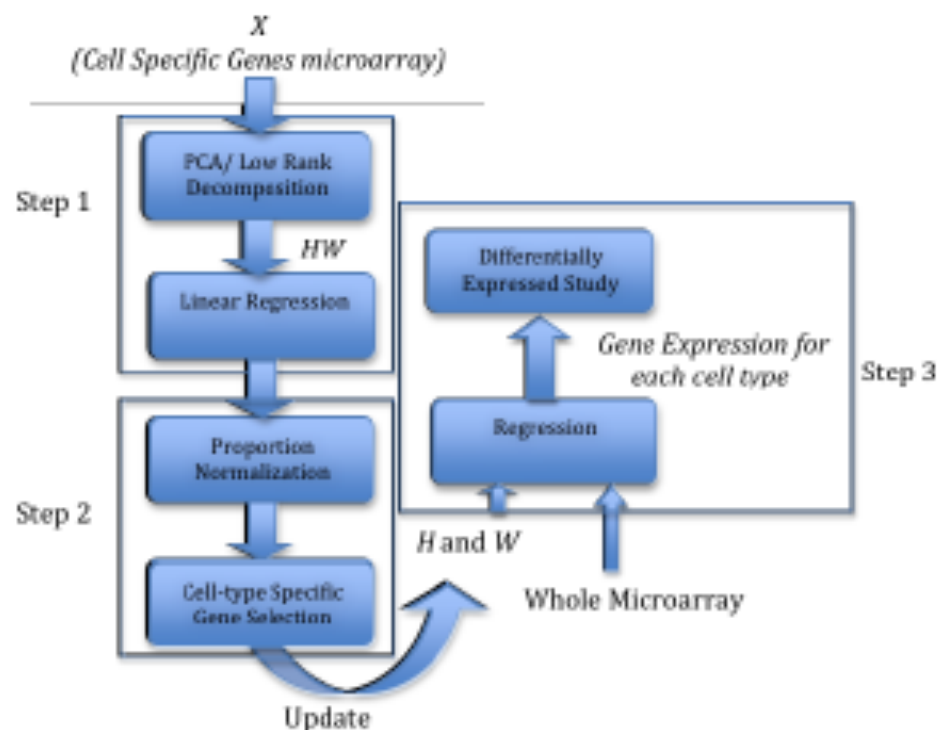 X
(Cell Specific Genes microarray)
Step 1
PCA/ Low Rank
Decomposition
HW
Linear Regression
Step 2
Proportion
Normalization
Cell-type Specific
Gene Selection
Update
H and W
Whole Microarray
Regression
Gene Expression for
each cell type
Differentially
Expressed Study
Step 3